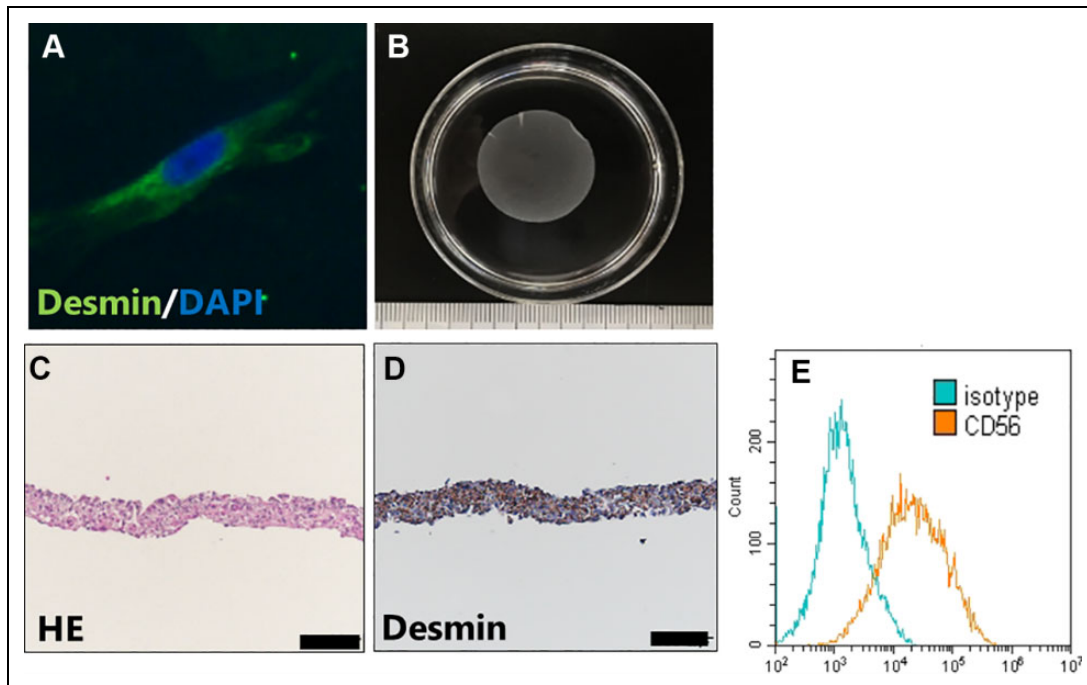 A
Desmin/DAPI
B
C
HE
D
Desmin
E
isotype
CD56
Count
200
100
0
10² 10³ 10⁴ 10⁵ 10⁶ 10⁷